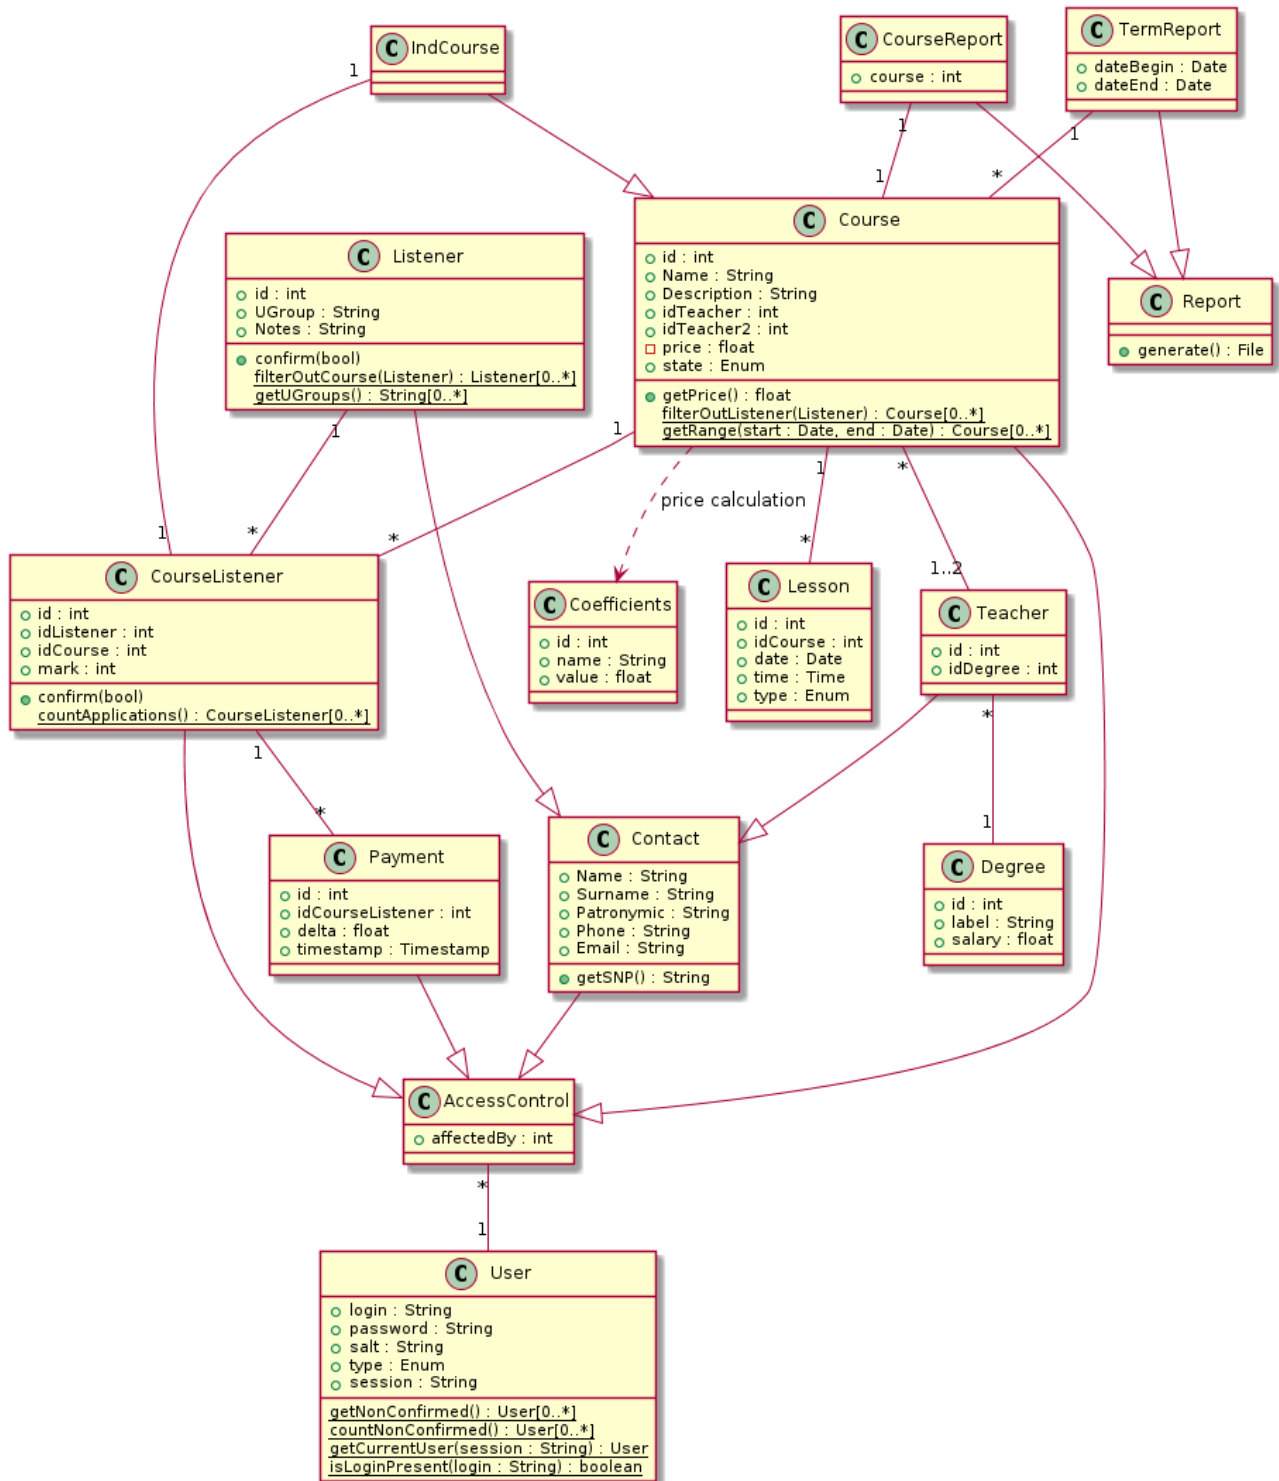 C IndCourse
C CourseReport
course : int
C TermReport
dateBegin : Date
dateEnd : Date
1
1
1
1
*
C Listener
id : int
UGroup : String
Notes : String
confirm(bool)
filterOutCourse(Listener) : Listener[0..*]
getUGroups() : String[0..*]
C Course
id : int
Name : String
Description : String
idTeacher : int
idTeacher2 : int
price : float
state : Enum
getPrice() : float
filterOutListener(Listener) : Course[0..*]
getRange(start : Date, end : Date) : Course[0..*]
C Report
generate() : File
1
1
1
*
price calculation
1
*
*
*
1..2
C CourseListener
id : int
idListener : int
idCourse : int
mark : int
confirm(bool)
countApplications() : CourseListener[0..*]
C Coefficients
id : int
name : String
value : float
C Lesson
id : int
idCourse : int
date : Date
time : Time
type : Enum
C Teacher
id : int
idDegree : int
1
*
*
1
C Payment
id : int
idCourseListener : int
delta : float
timestamp : Timestamp
C Contact
Name : String
Surname : String
Patronymic : String
Phone : String
Email : String
getSNP() : String
C Degree
id : int
label : String
salary : float
C AccessControl
affectedBy : int
*
1
C User
login : String
password : String
salt : String
type : Enum
session : String
getNonConfirmed() : User[0..*]
countNonConfirmed() : User[0..*]
getCurrentUser(session : String) : User
isLoginPresent(login : String) : boolean